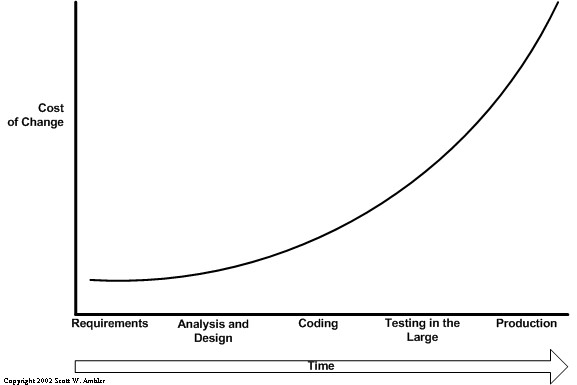 Cost
of Change
Requirements
Analysis and
Design
Coding
Testing in the
Large
Production
Time
Copyright 2002 Scott W. Ambler